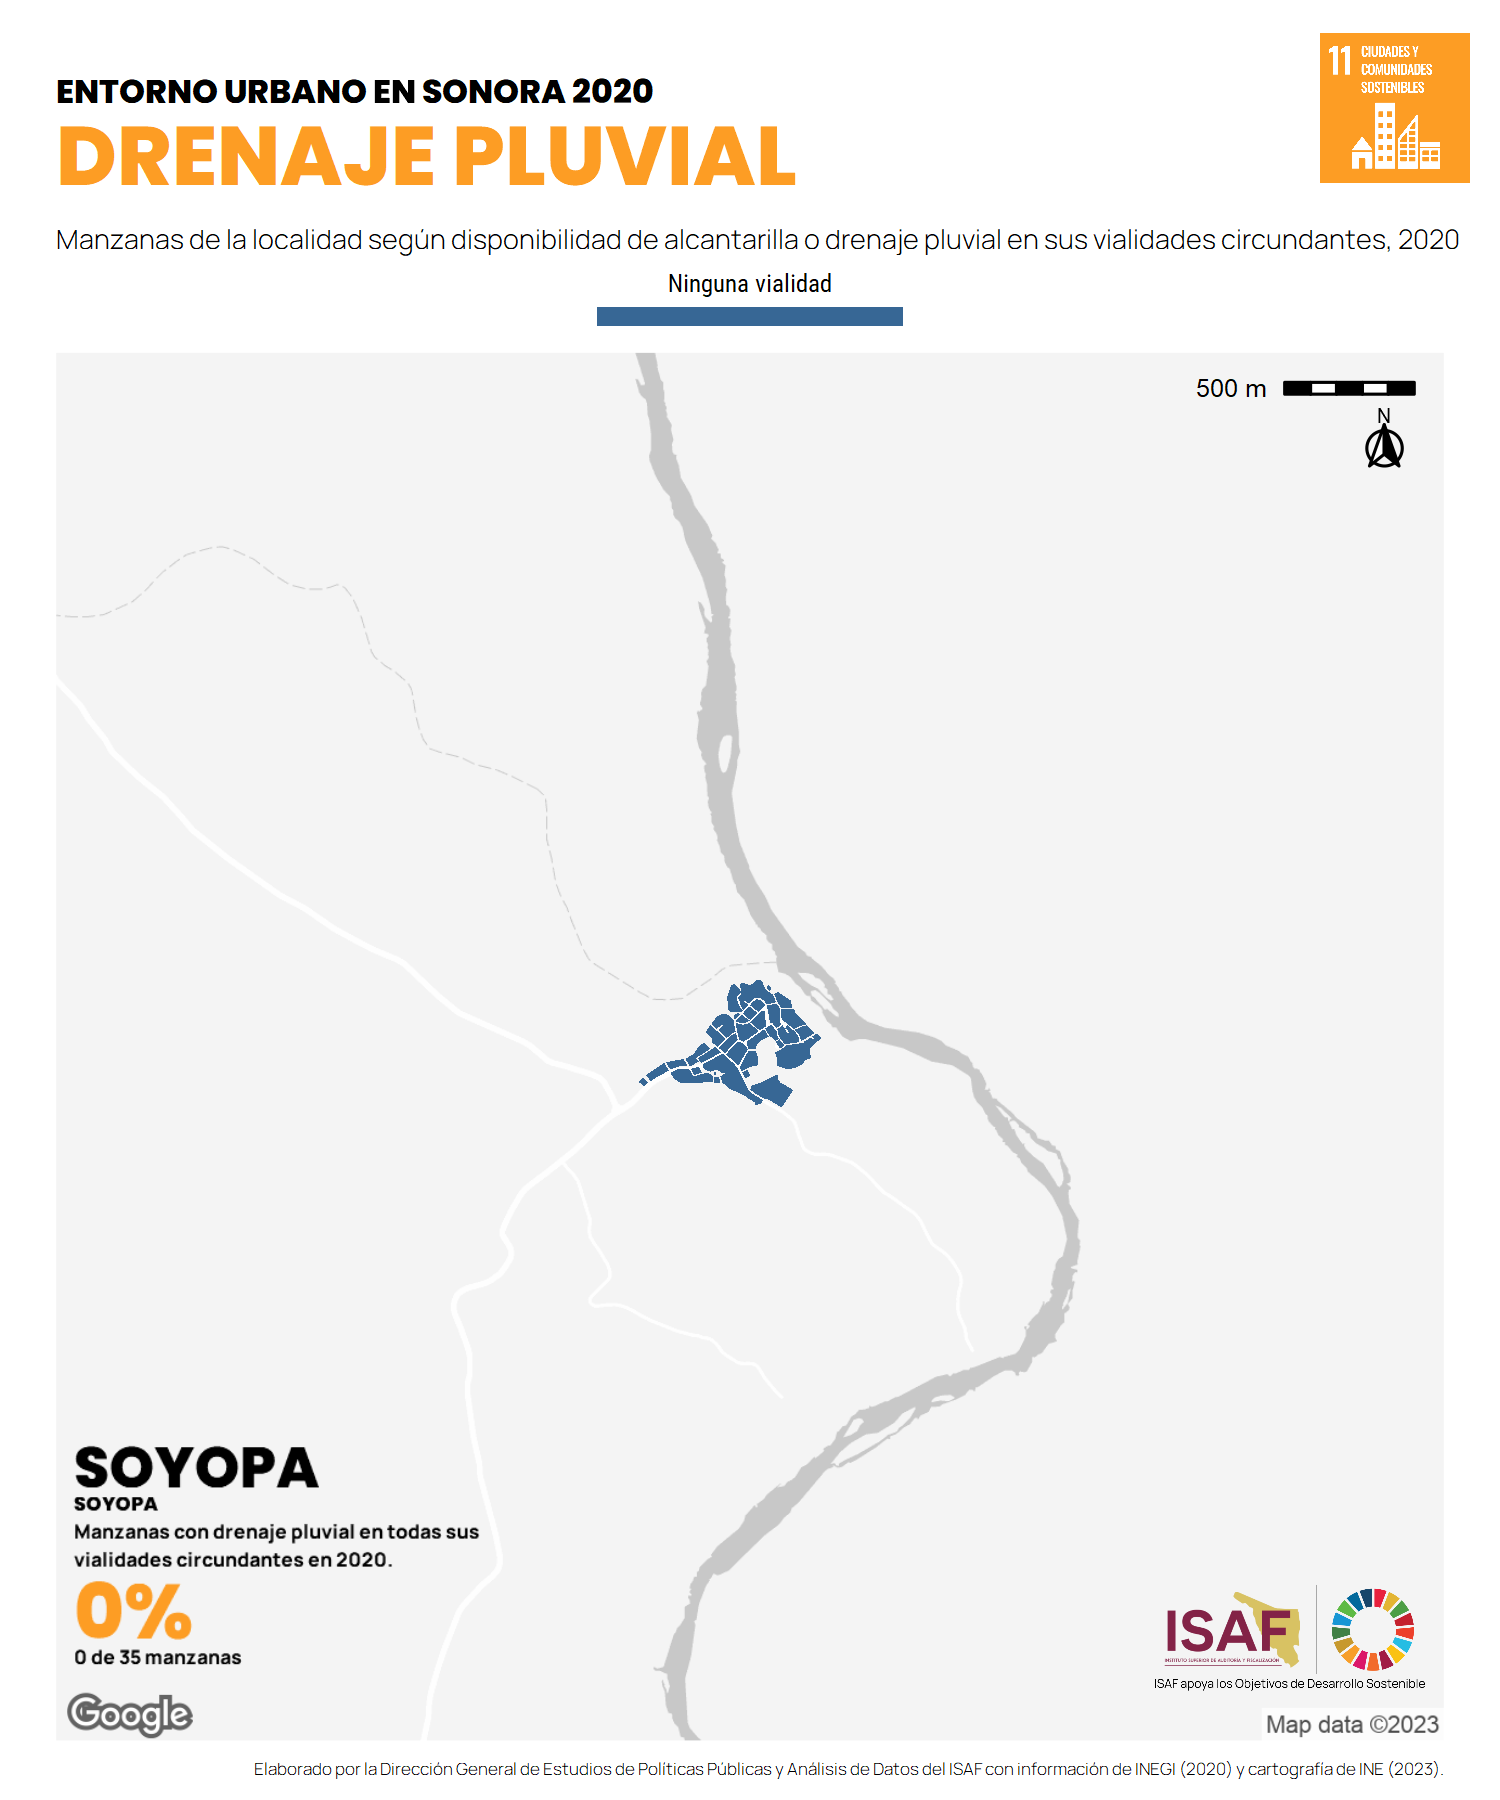 11 CIUDADES Y
COMUNIDADES
SOSTENIBLES
ENTORNO URBANO EN SONORA 2020
DRENAJE PLUVIAL
Manzanas de la localidad según disponibilidad de alcantarilla o drenaje pluvial en sus vialidades circundantes, 2020
Ninguna vialidad
500 m
N
SOYOPA
SOYOPA
Manzanas con drenaje pluvial en todas sus
vialidades circundantes en 2020.
0%
0 de 35 manzanas
Google
ISAF
INSTITUTO SUPERIOR DE AUDITORÍA Y FISCALIZACIÓN
ISAF apoya los Objetivos de Desarrollo Sostenible
Map data ©2023
Elaborado por la Dirección General de Estudios de Políticas Públicas y Análisis de Datos del ISAF con información de INEGI (2020) y cartografía de INE (2023).